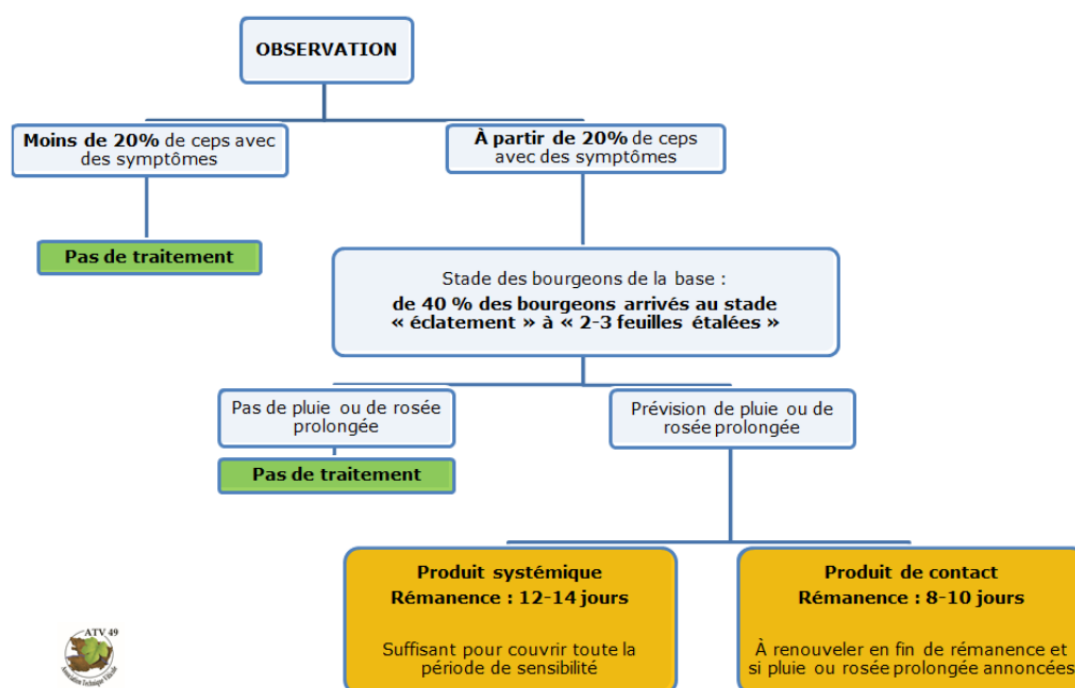 OBSERVATION
Moins de 20% de ceps avec
des symptômes
À partir de 20% de ceps
avec des symptômes
Pas de traitement
Stade des bourgeons de la base :
de 40 % des bourgeons arrivés au stade
« éclatement » à « 2-3 feuilles étalées »
Pas de pluie ou de rosée
prolongée
Prévision de pluie ou de
rosée prolongée
Pas de traitement
Produit systémique
Rémanence : 12-14 jours
Suffisant pour couvrir toute la
période de sensibilité
Produit de contact
Rémanence : 8-10 jours
À renouveler en fin de rémanence et
si pluie ou rosée prolongée annoncées
ATV 49
Association Technique Viticole